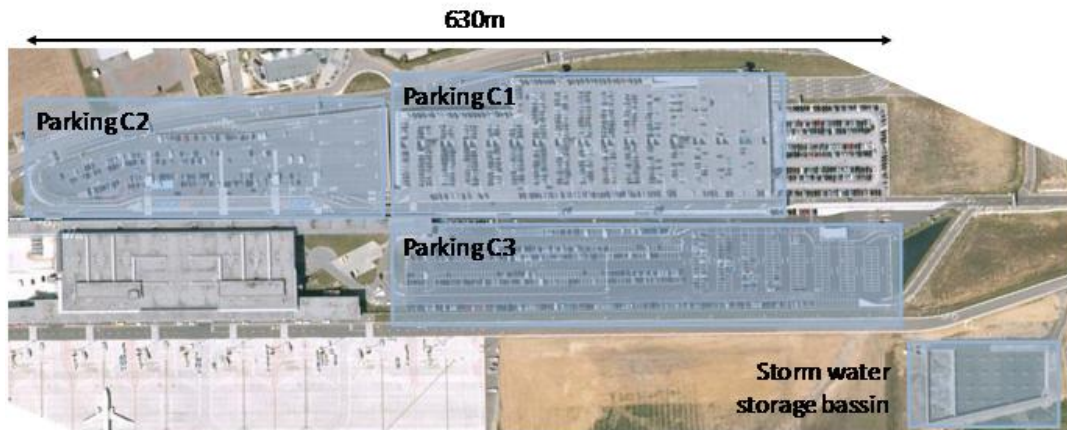 630m
Parking C1
Parking C2
Parking C3
Storm water
storage bassin